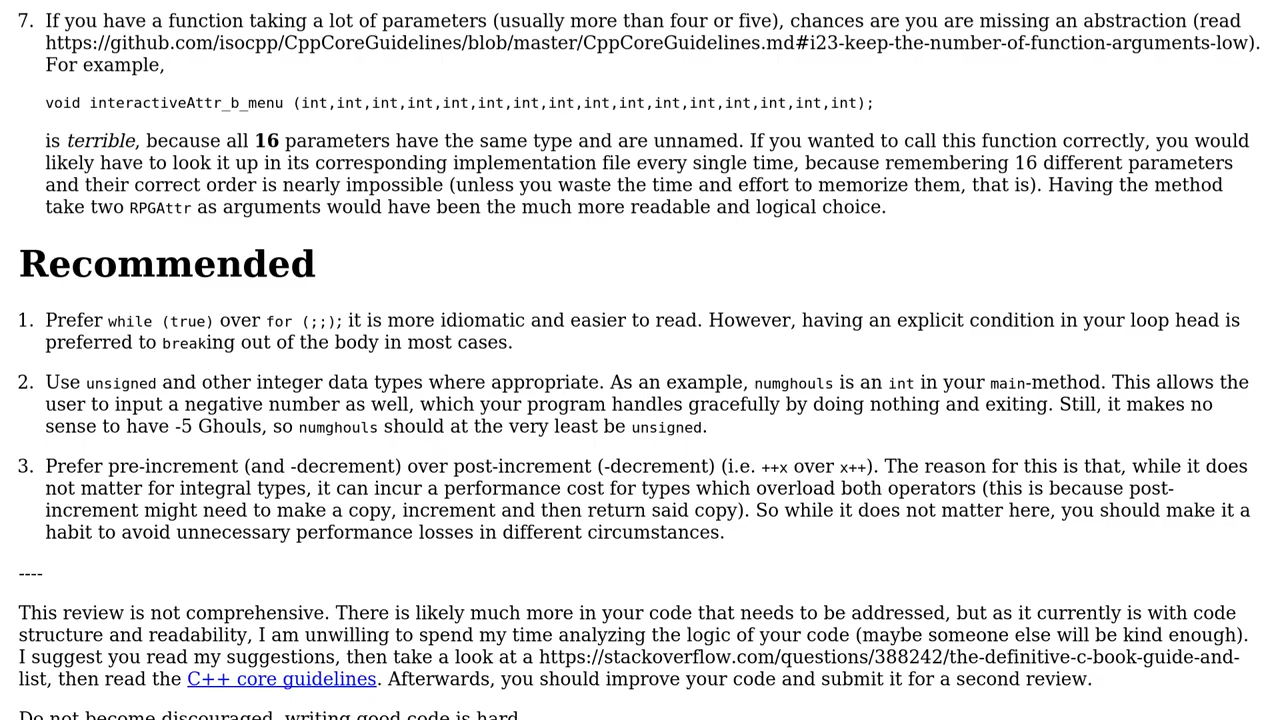 7. If you have a function taking a lot of parameters (usually more than four or five), chances are you are missing an abstraction (read
https://github.com/isocpp/CppCoreGuidelines/blob/master/CppCoreGuidelines.md#i23-keep-the-number-of-function-arguments-low).
For example,
void interactiveAttr_b_menu (int,int,int,int,int,int,int,int,int,int,int,int,int,int,int,int);
is terrible, because all 16 parameters have the same type and are unnamed. If you wanted to call this function correctly, you would
likely have to look it up in its corresponding implementation file every single time, because remembering 16 different parameters
and their correct order is nearly impossible (unless you waste the time and effort to memorize them, that is). Having the method
take two RPGAttr as arguments would have been the much more readable and logical choice.
Recommended
1. Prefer while (true) over for (;;); it is more idiomatic and easier to read. However, having an explicit condition in your loop head is
preferred to breaking out of the body in most cases.
2. Use unsigned and other integer data types where appropriate. As an example, numghouls is an int in your main-method. This allows the
user to input a negative number as well, which your program handles gracefully by doing nothing and exiting. Still, it makes no
sense to have -5 Ghouls, so numghouls should at the very least be unsigned.
3. Prefer pre-increment (and -decrement) over post-increment (-decrement) (i.e. ++x over x++). The reason for this is that, while it does
not matter for integral types, it can incur a performance cost for types which overload both operators (this is because post-
increment might need to make a copy, increment and then return said copy). So while it does not matter here, you should make it a
habit to avoid unnecessary performance losses in different circumstances.
----
This review is not comprehensive. There is likely much more in your code that needs to be addressed, but as it currently is with code
structure and readability, I am unwilling to spend my time analyzing the logic of your code (maybe someone else will be kind enough).
I suggest you read my suggestions, then take a look at a https://stackoverflow.com/questions/388242/the-definitive-c-book-guide-and-
list, then read the C++ core guidelines. Afterwards, you should improve your code and submit it for a second review.
Do not become discouraged, writing good code is hard.